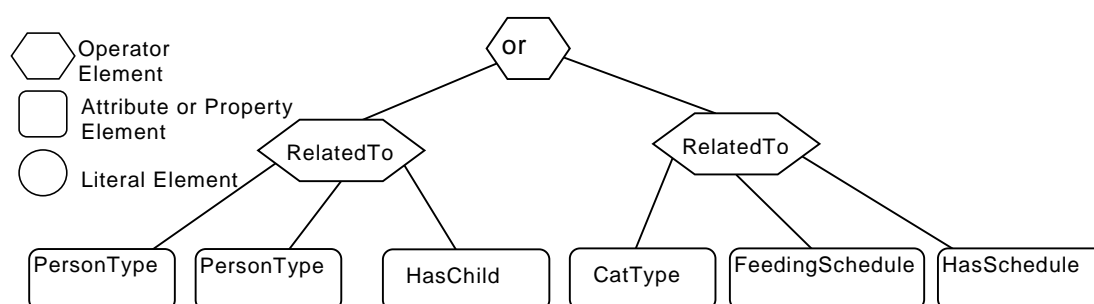 or
Operator
Element
Attribute or Property
Element
Literal Element
RelatedTo
RelatedTo
PersonType
PersonType
HasChild
CatType
FeedingSchedule
HasSchedule